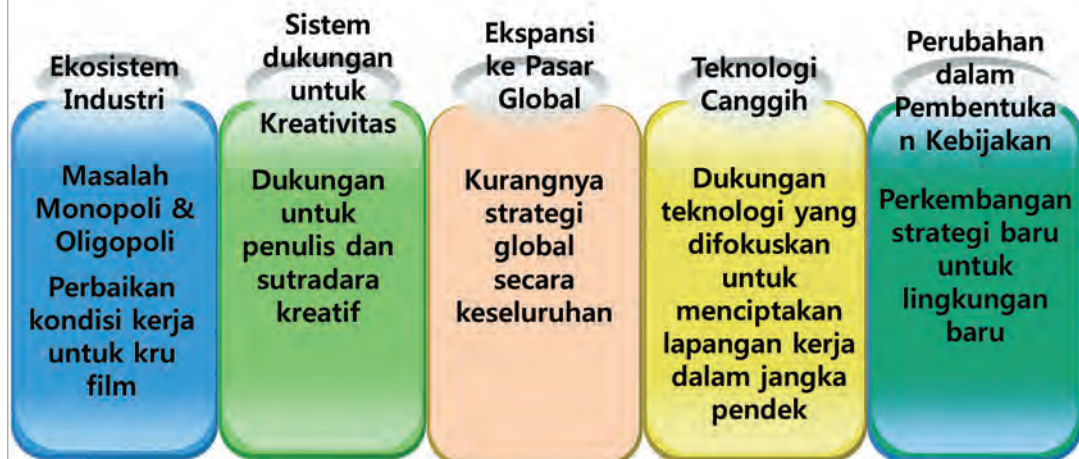 Ekosistem
Industri
Masalah
Monopoli &
Oligopoli
Perbaikan
kondisi kerja
untuk kru
film
Sistem
dukungan
untuk
Kreativitas
Dukungan
untuk
penulis dan
sutradara
kreatif
Ekspansi
ke Pasar
Global
Kurangnya
strategi
global
secara
keseluruhan
Teknologi
Canggih
Dukungan
teknologi yang
difokuskan
untuk
menciptakan
lapangan kerja
dalam jangka
pendek
Perubahan
dalam
Pembentuka
n Kebijakan
Perkembangan
strategi baru
untuk
lingkungan
baru